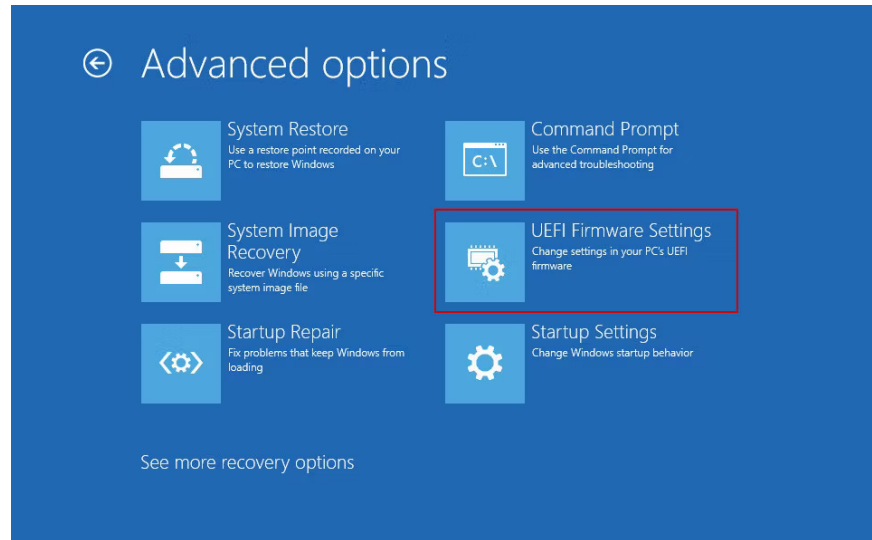 Advanced options
System Restore
Use a restore point recorded on your
PC to restore Windows
Command Prompt
Use the Command Prompt for
advanced troubleshooting
C:\
System Image
Recovery
Recover Windows using a specific
system image file
UEFI Firmware Settings
Change settings in your PC's UEFI
firmware
Startup Repair
Fix problems that keep Windows from
loading
Startup Settings
Change Windows startup behavior
See more recovery options